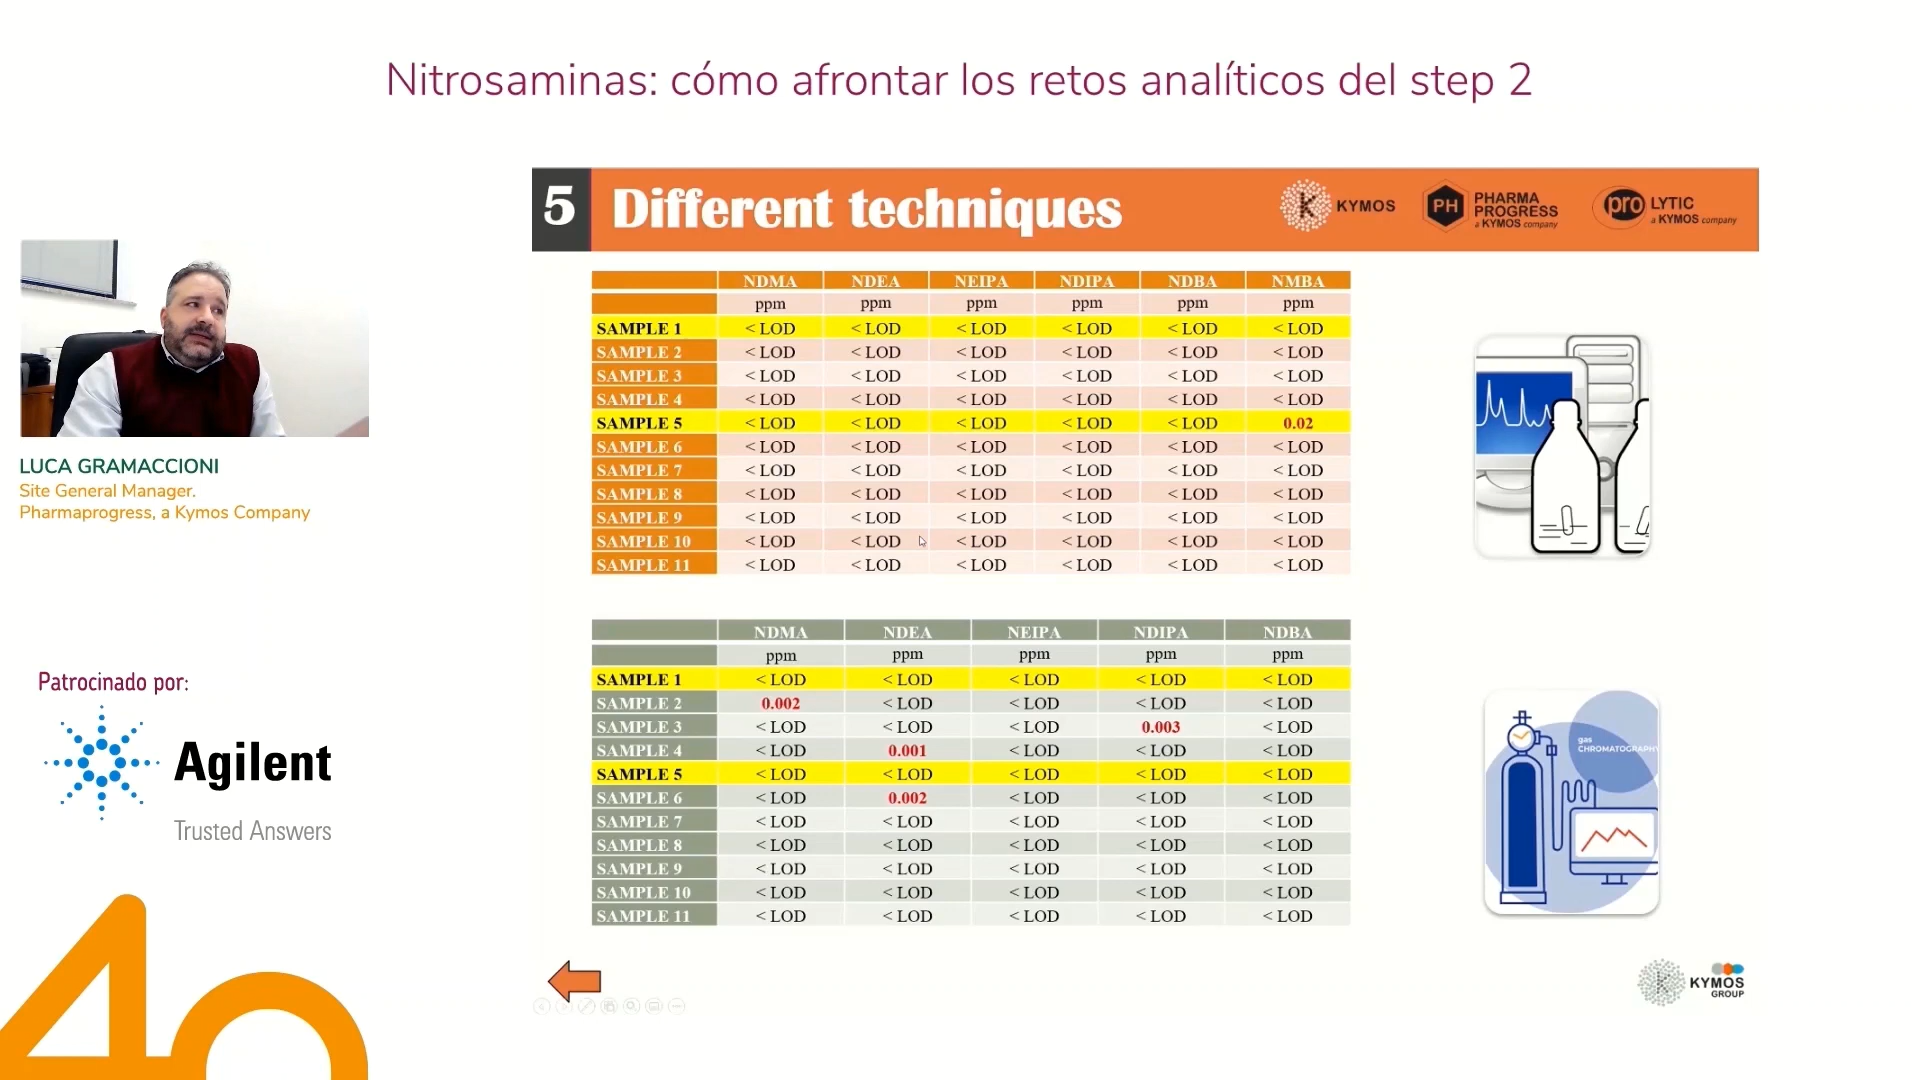 Nitrosaminas: cómo afrontar los retos analíticos del step 2
5 Different techniques
K KYMOS
PH PHARMA PROGRESS a KYMOS company
pro LYTIC a KYMOS company
NDMA NDEA NEIPA NDIPA NDBA NMBA
ppm ppm ppm ppm ppm ppm
SAMPLE 1 < LOD < LOD < LOD < LOD < LOD < LOD
SAMPLE 2 < LOD < LOD < LOD < LOD < LOD < LOD
SAMPLE 3 < LOD < LOD < LOD < LOD < LOD < LOD
SAMPLE 4 < LOD < LOD < LOD < LOD < LOD < LOD
SAMPLE 5 < LOD < LOD < LOD < LOD < LOD 0.02
SAMPLE 6 < LOD < LOD < LOD < LOD < LOD < LOD
SAMPLE 7 < LOD < LOD < LOD < LOD < LOD < LOD
SAMPLE 8 < LOD < LOD < LOD < LOD < LOD < LOD
SAMPLE 9 < LOD < LOD < LOD < LOD < LOD < LOD
SAMPLE 10 < LOD < LOD < LOD < LOD < LOD < LOD
SAMPLE 11 < LOD < LOD < LOD < LOD < LOD < LOD
LUCA GRAMACCIONI
Site General Manager.
Pharmaprogress, a Kymos Company
NDMA NDEA NEIPA NDIPA NDBA
ppm ppm ppm ppm ppm
SAMPLE 1 < LOD < LOD < LOD < LOD < LOD
SAMPLE 2 0.002 < LOD < LOD < LOD < LOD
SAMPLE 3 < LOD < LOD < LOD 0.003 < LOD
SAMPLE 4 < LOD 0.001 < LOD < LOD < LOD
SAMPLE 5 < LOD < LOD < LOD < LOD < LOD
SAMPLE 6 < LOD 0.002 < LOD < LOD < LOD
SAMPLE 7 < LOD < LOD < LOD < LOD < LOD
SAMPLE 8 < LOD < LOD < LOD < LOD < LOD
SAMPLE 9 < LOD < LOD < LOD < LOD < LOD
SAMPLE 10 < LOD < LOD < LOD < LOD < LOD
SAMPLE 11 < LOD < LOD < LOD < LOD < LOD
gas
CHROMATOGRAPHY
Patrocinado por:
Agilent
Trusted Answers
40
K KYMOS
GROUP